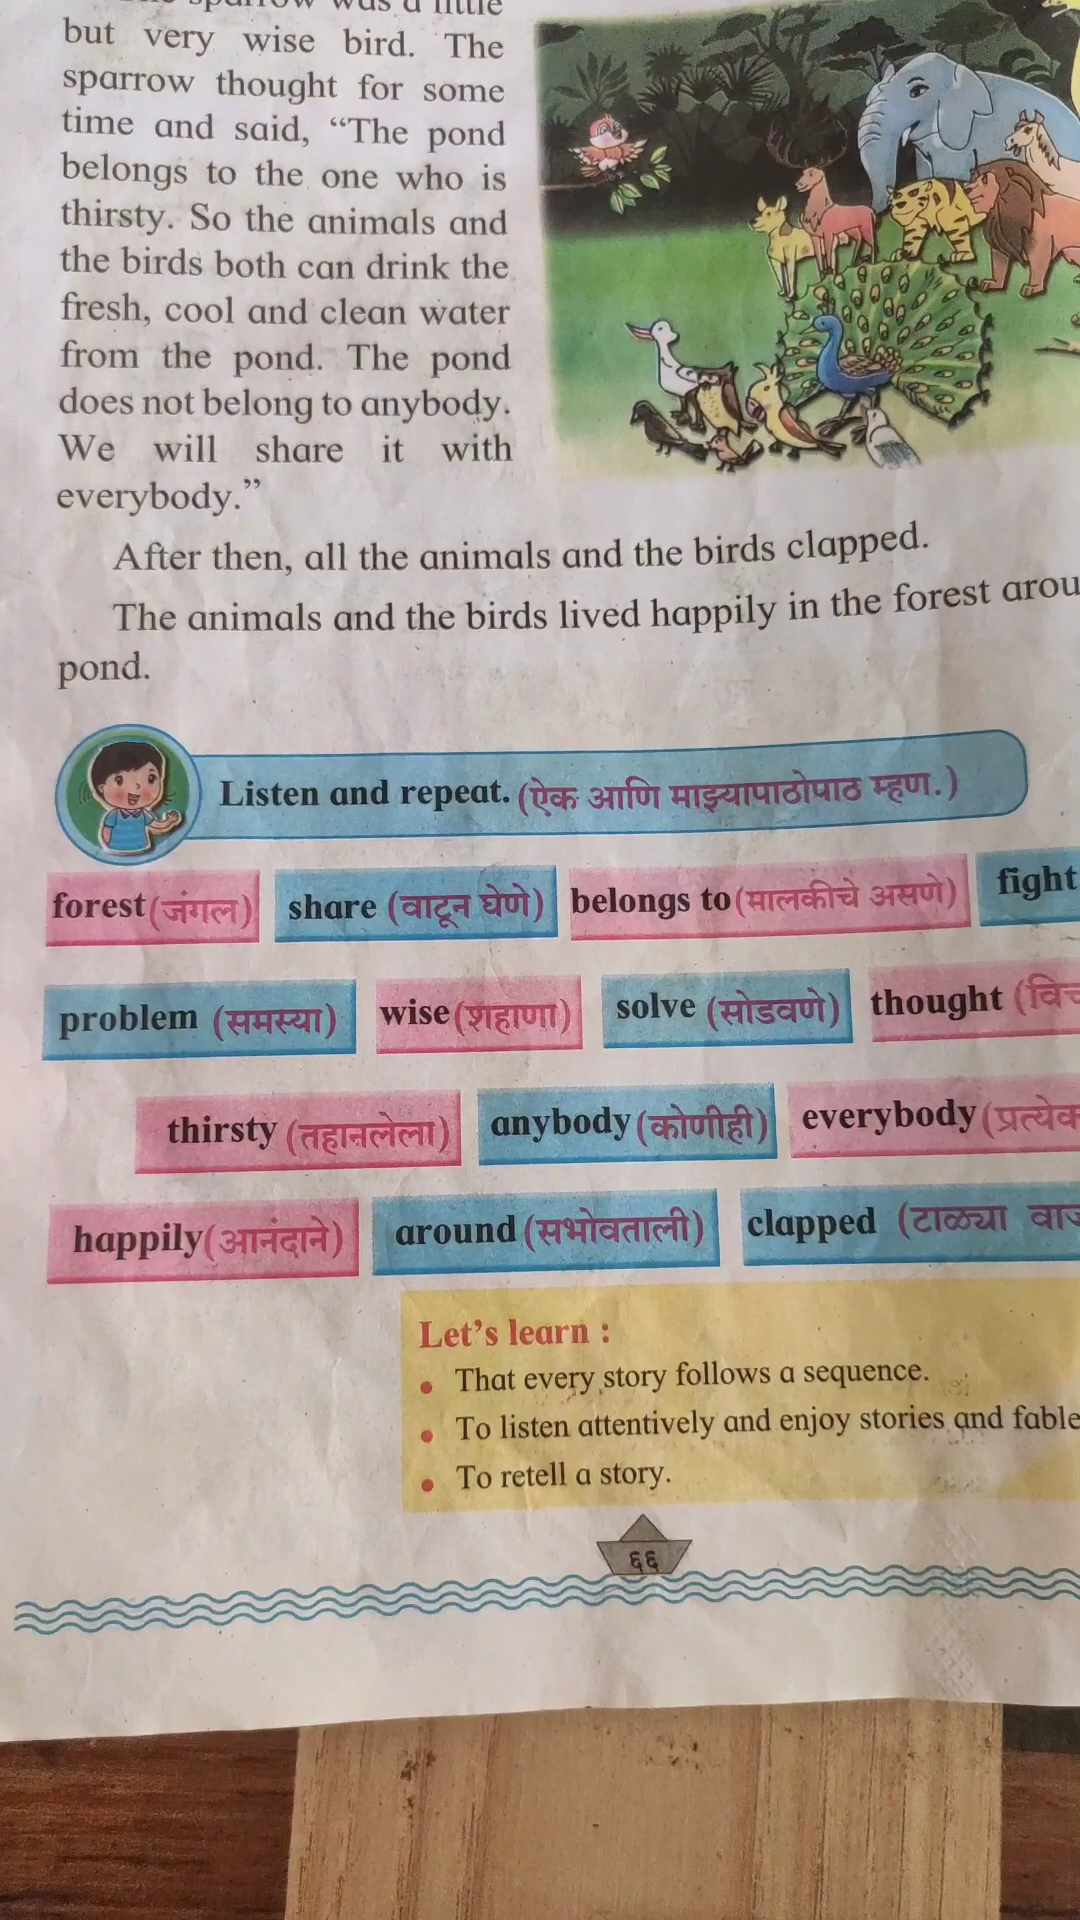 sparrow was a little
but very wise bird. The
sparrow thought for some
time and said, “The pond
belongs to the one who is
thirsty. So the animals and
the birds both can drink the
fresh, cool and clean water
from the pond. The pond
does not belong to anybody.
We will share it with
everybody.”
After then, all the animals and the birds clapped.
The animals and the birds lived happily in the forest
pond.
Listen and repeat. (ऐक आणि माझ्यापाठोपाठ म्हण.)
forest (जंगल) share (वाटून घेणे) belongs to (मालकीचे असणे) fight
problem (समस्या) wise (शहाणा) solve (सोडवणे) thought
thirsty (तहानलेला) anybody (कोणीही) everybody (प्रत्येक
happily (आनंदाने) around (सभोवताली) clapped (टाळ्या
Let’s learn :
• That every story follows a sequence.
• To listen attentively and enjoy stories and
• To retell a story.
६६